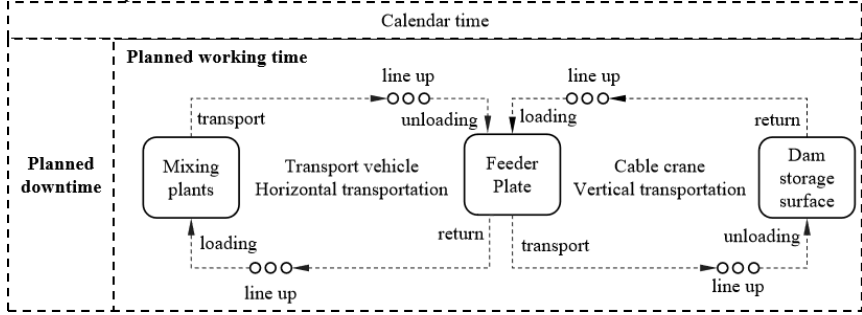 Calendar time
Planned working time
Planned
downtime
line up
line up
transport
unloading
loading
return
Mixing
plants
Transport vehicle
Horizontal transportation
Feeder
Plate
Cable crane
Vertical transportation
Dam
storage
surface
loading
return
transport
unloading
line up
line up